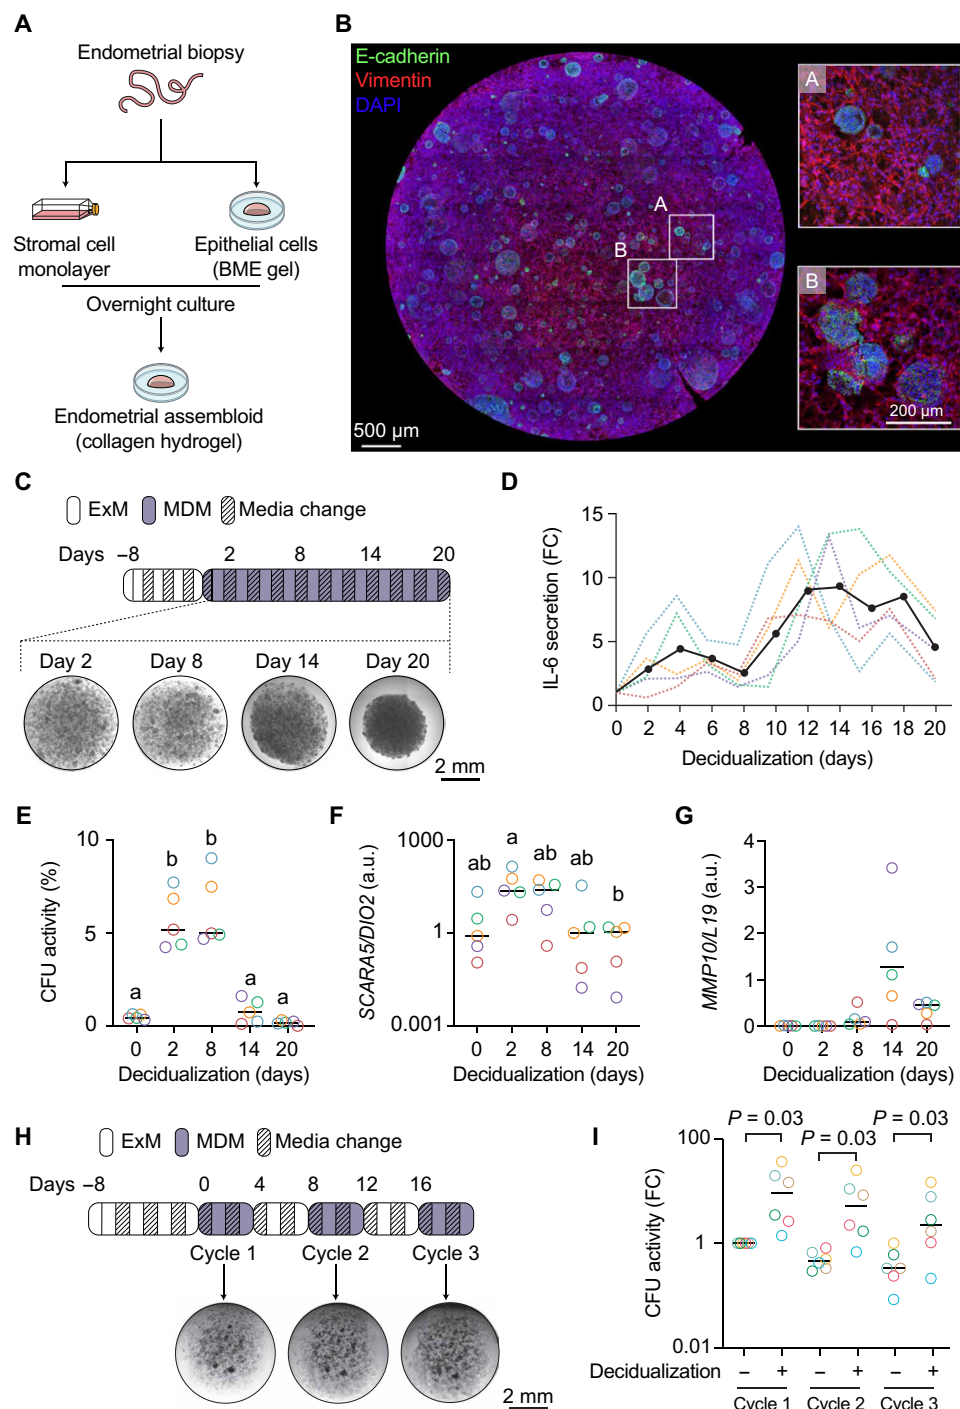 A
Endometrial biopsy
Stromal cell
monolayer
Epithelial cells
(BME gel)
Overnight culture
Endometrial assembloid
(collagen hydrogel)
B
E-cadherin
Vimentin
DAPI
A
B
500 µm
A
B
200 µm
C
ExM MDM Media change
Days –8 2 8 14 20
Day 2 Day 8 Day 14 Day 20
2 mm
D
IL-6 secretion (FC)
15
10
5
0
0 2 4 6 8 10 12 14 16 18 20
Decidualization (days)
E
CFU activity (%)
10
5
0
a b b a a
0 2 8 14 20
Decidualization (days)
F
SCARA5/DIO2 (a.u.)
1000
1
0.001
ab a ab ab b
0 2 8 14 20
Decidualization (days)
G
MMP10/L19 (a.u.)
4
3
2
1
0
0 2 8 14 20
Decidualization (days)
H
ExM MDM Media change
Days –8 0 4 8 12 16
Cycle 1 Cycle 2 Cycle 3
2 mm
I
CFU activity (FC)
P = 0.03 P = 0.03 P = 0.03
100
1
0.01
Decidualization – + – + – +
Cycle 1 Cycle 2 Cycle 3